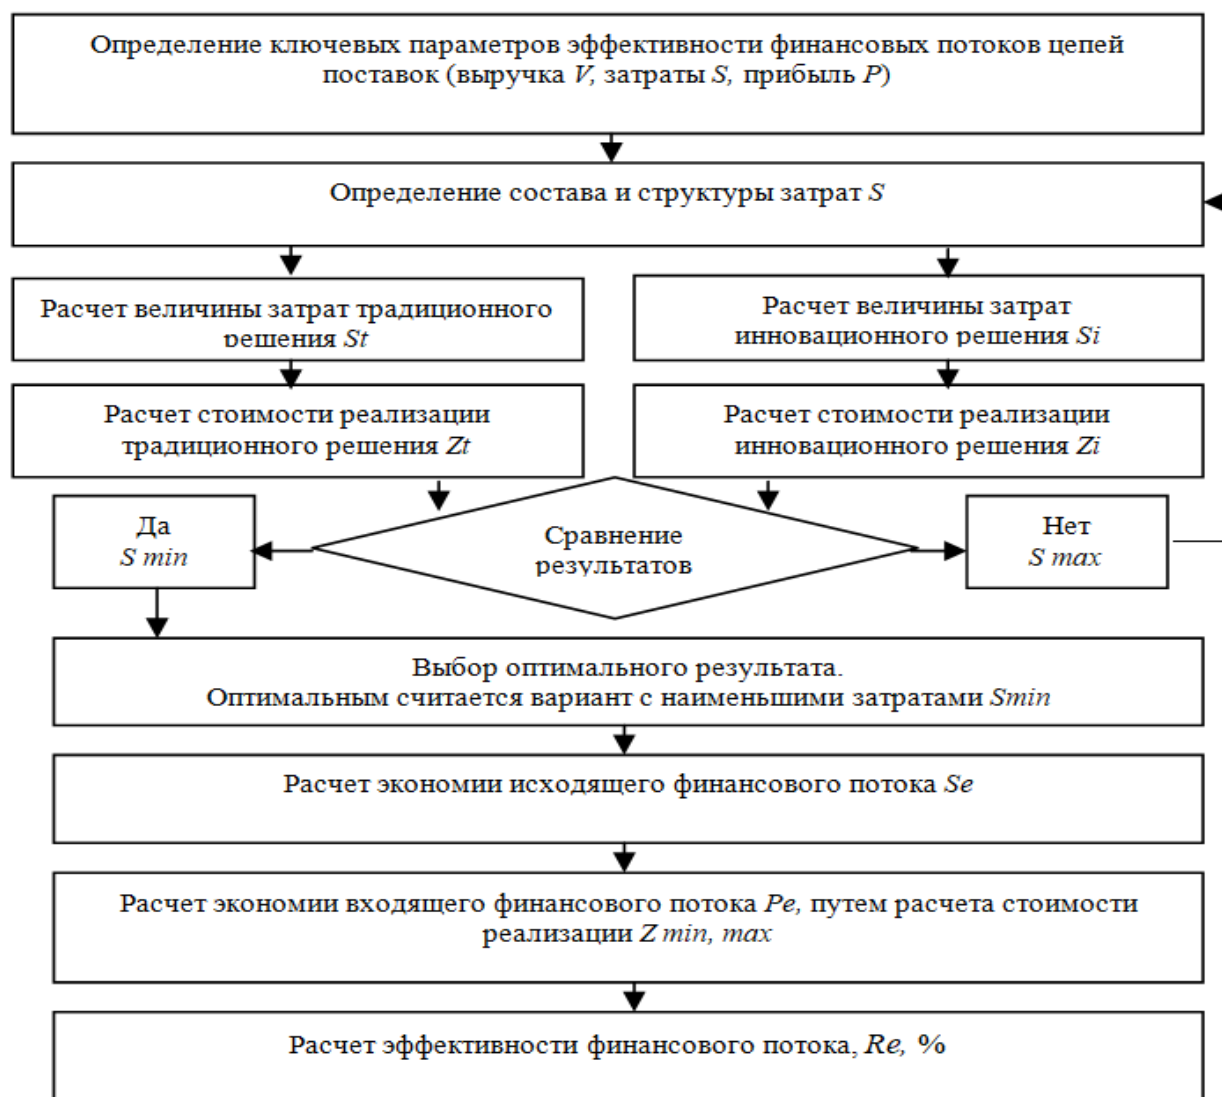 Определение ключевых параметров эффективности финансовых потоков цепей
поставок (выручка V, затраты S, прибыль P)
Определение состава и структуры затрат S
Расчет величины затрат традиционного
решения St
Расчет величины затрат
инновационного решения Si
Расчет стоимости реализации
традиционного решения Zt
Расчет стоимости реализации
инновационного решения Zi
Да
S min
Сравнение
результатов
Нет
S max
Выбор оптимального результата.
Оптимальным считается вариант с наименьшими затратами Smin
Расчет экономии исходящего финансового потока Se
Расчет экономии входящего финансового потока Pe, путем расчета стоимости
реализации Z min, max
Расчет эффективности финансового потока, Re, %